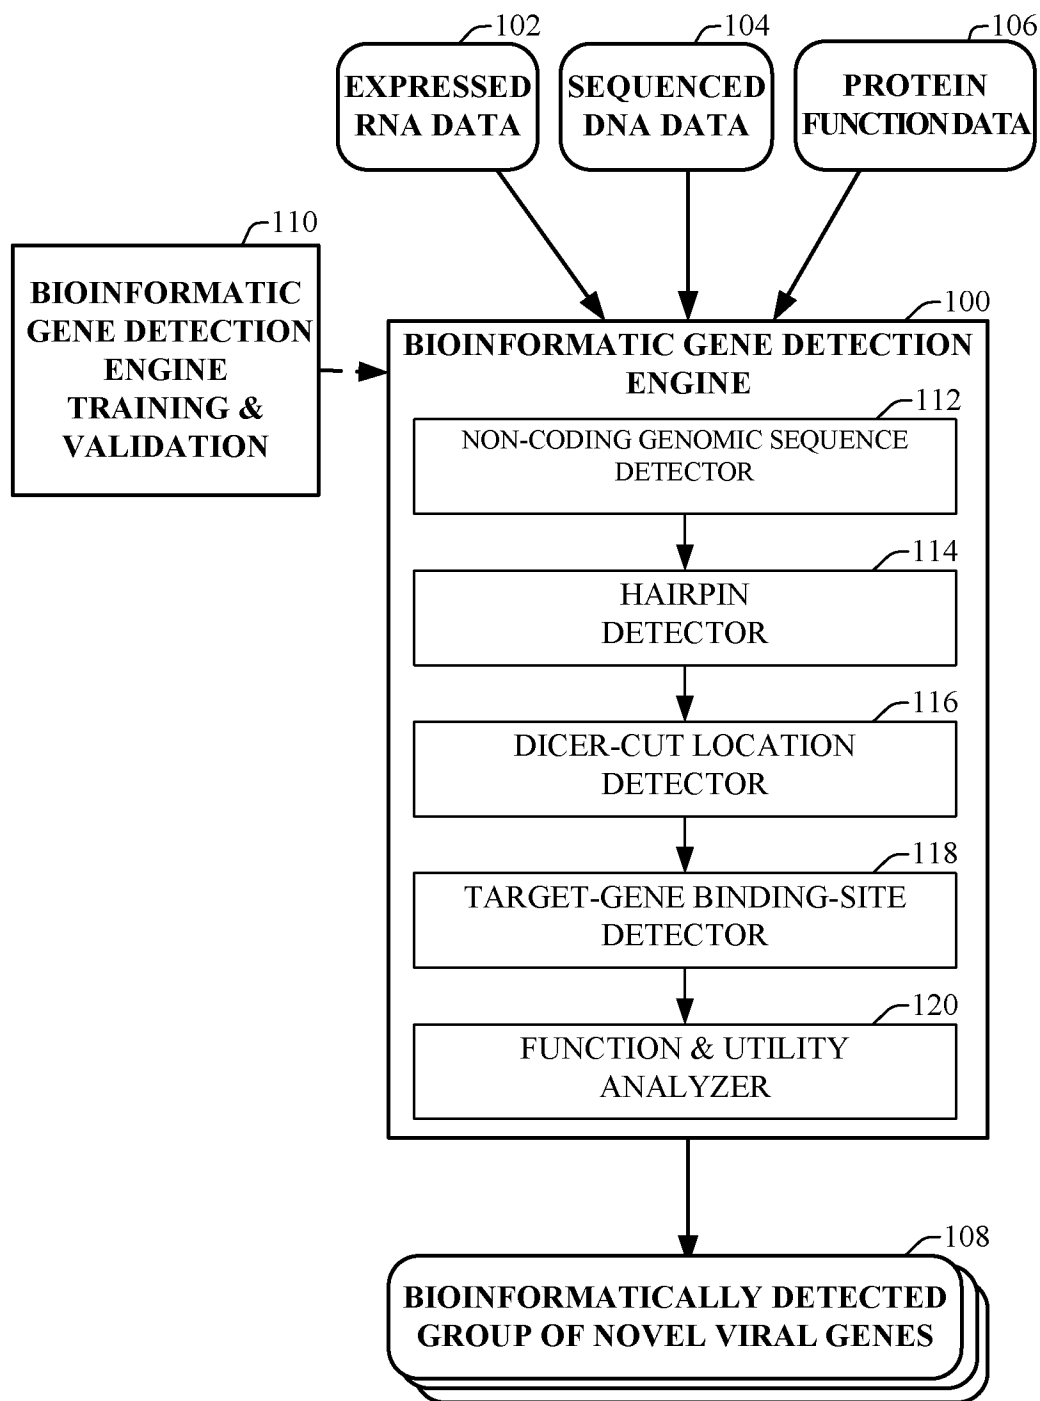 102
104
106
EXPRESSED
RNA DATA
SEQUENCED
DNA DATA
PROTEIN
FUNCTION DATA
110
BIOINFORMATIC
GENE DETECTION
ENGINE
TRAINING &
VALIDATION
100
BIOINFORMATIC GENE DETECTION
ENGINE
112
NON-CODING GENOMIC SEQUENCE
DETECTOR
114
HAIRPIN
DETECTOR
116
DICER-CUT LOCATION
DETECTOR
118
TARGET-GENE BINDING-SITE
DETECTOR
120
FUNCTION & UTILITY
ANALYZER
108
BIOINFORMATICALLY DETECTED
GROUP OF NOVEL VIRAL GENES